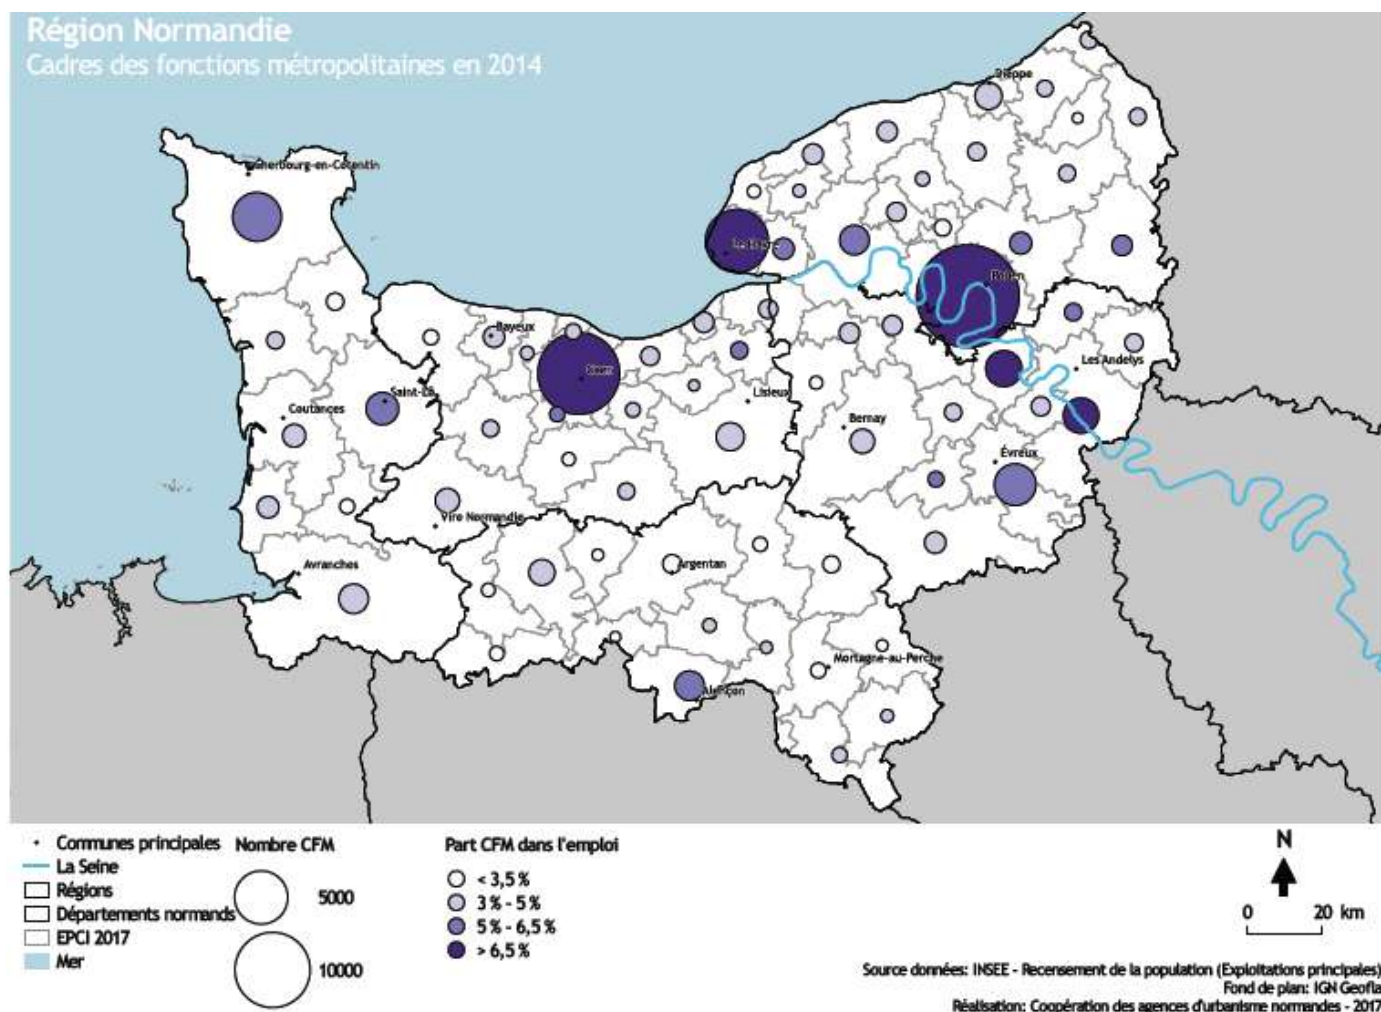 Région Normandie
Cadres des fonctions métropolitaines en 2014
Dieppe
Cherbourg-en-Cotentin
Le Havre
Rouen
Bayeux
Caen
Les Andelys
Saint-Lô
Lisieux
Coutances
Bernay
Évreux
Vire Normandie
Avranches
Argentan
Mortagne-au-Perche
Alençon
Communes principales
La Seine
Régions
Départements normands
EPCI 2017
Mer
Nombre CFM
5000
10000
Part CFM dans l'emploi
< 3,5 %
3 % - 5 %
5 % - 6,5 %
> 6,5 %
N
0 20 km
Source données: INSEE - Recensement de la population (Exploitations principales)
Fond de plan: IGN Geofla
Réalisation: Coopération des agences d'urbanisme normandes - 2017